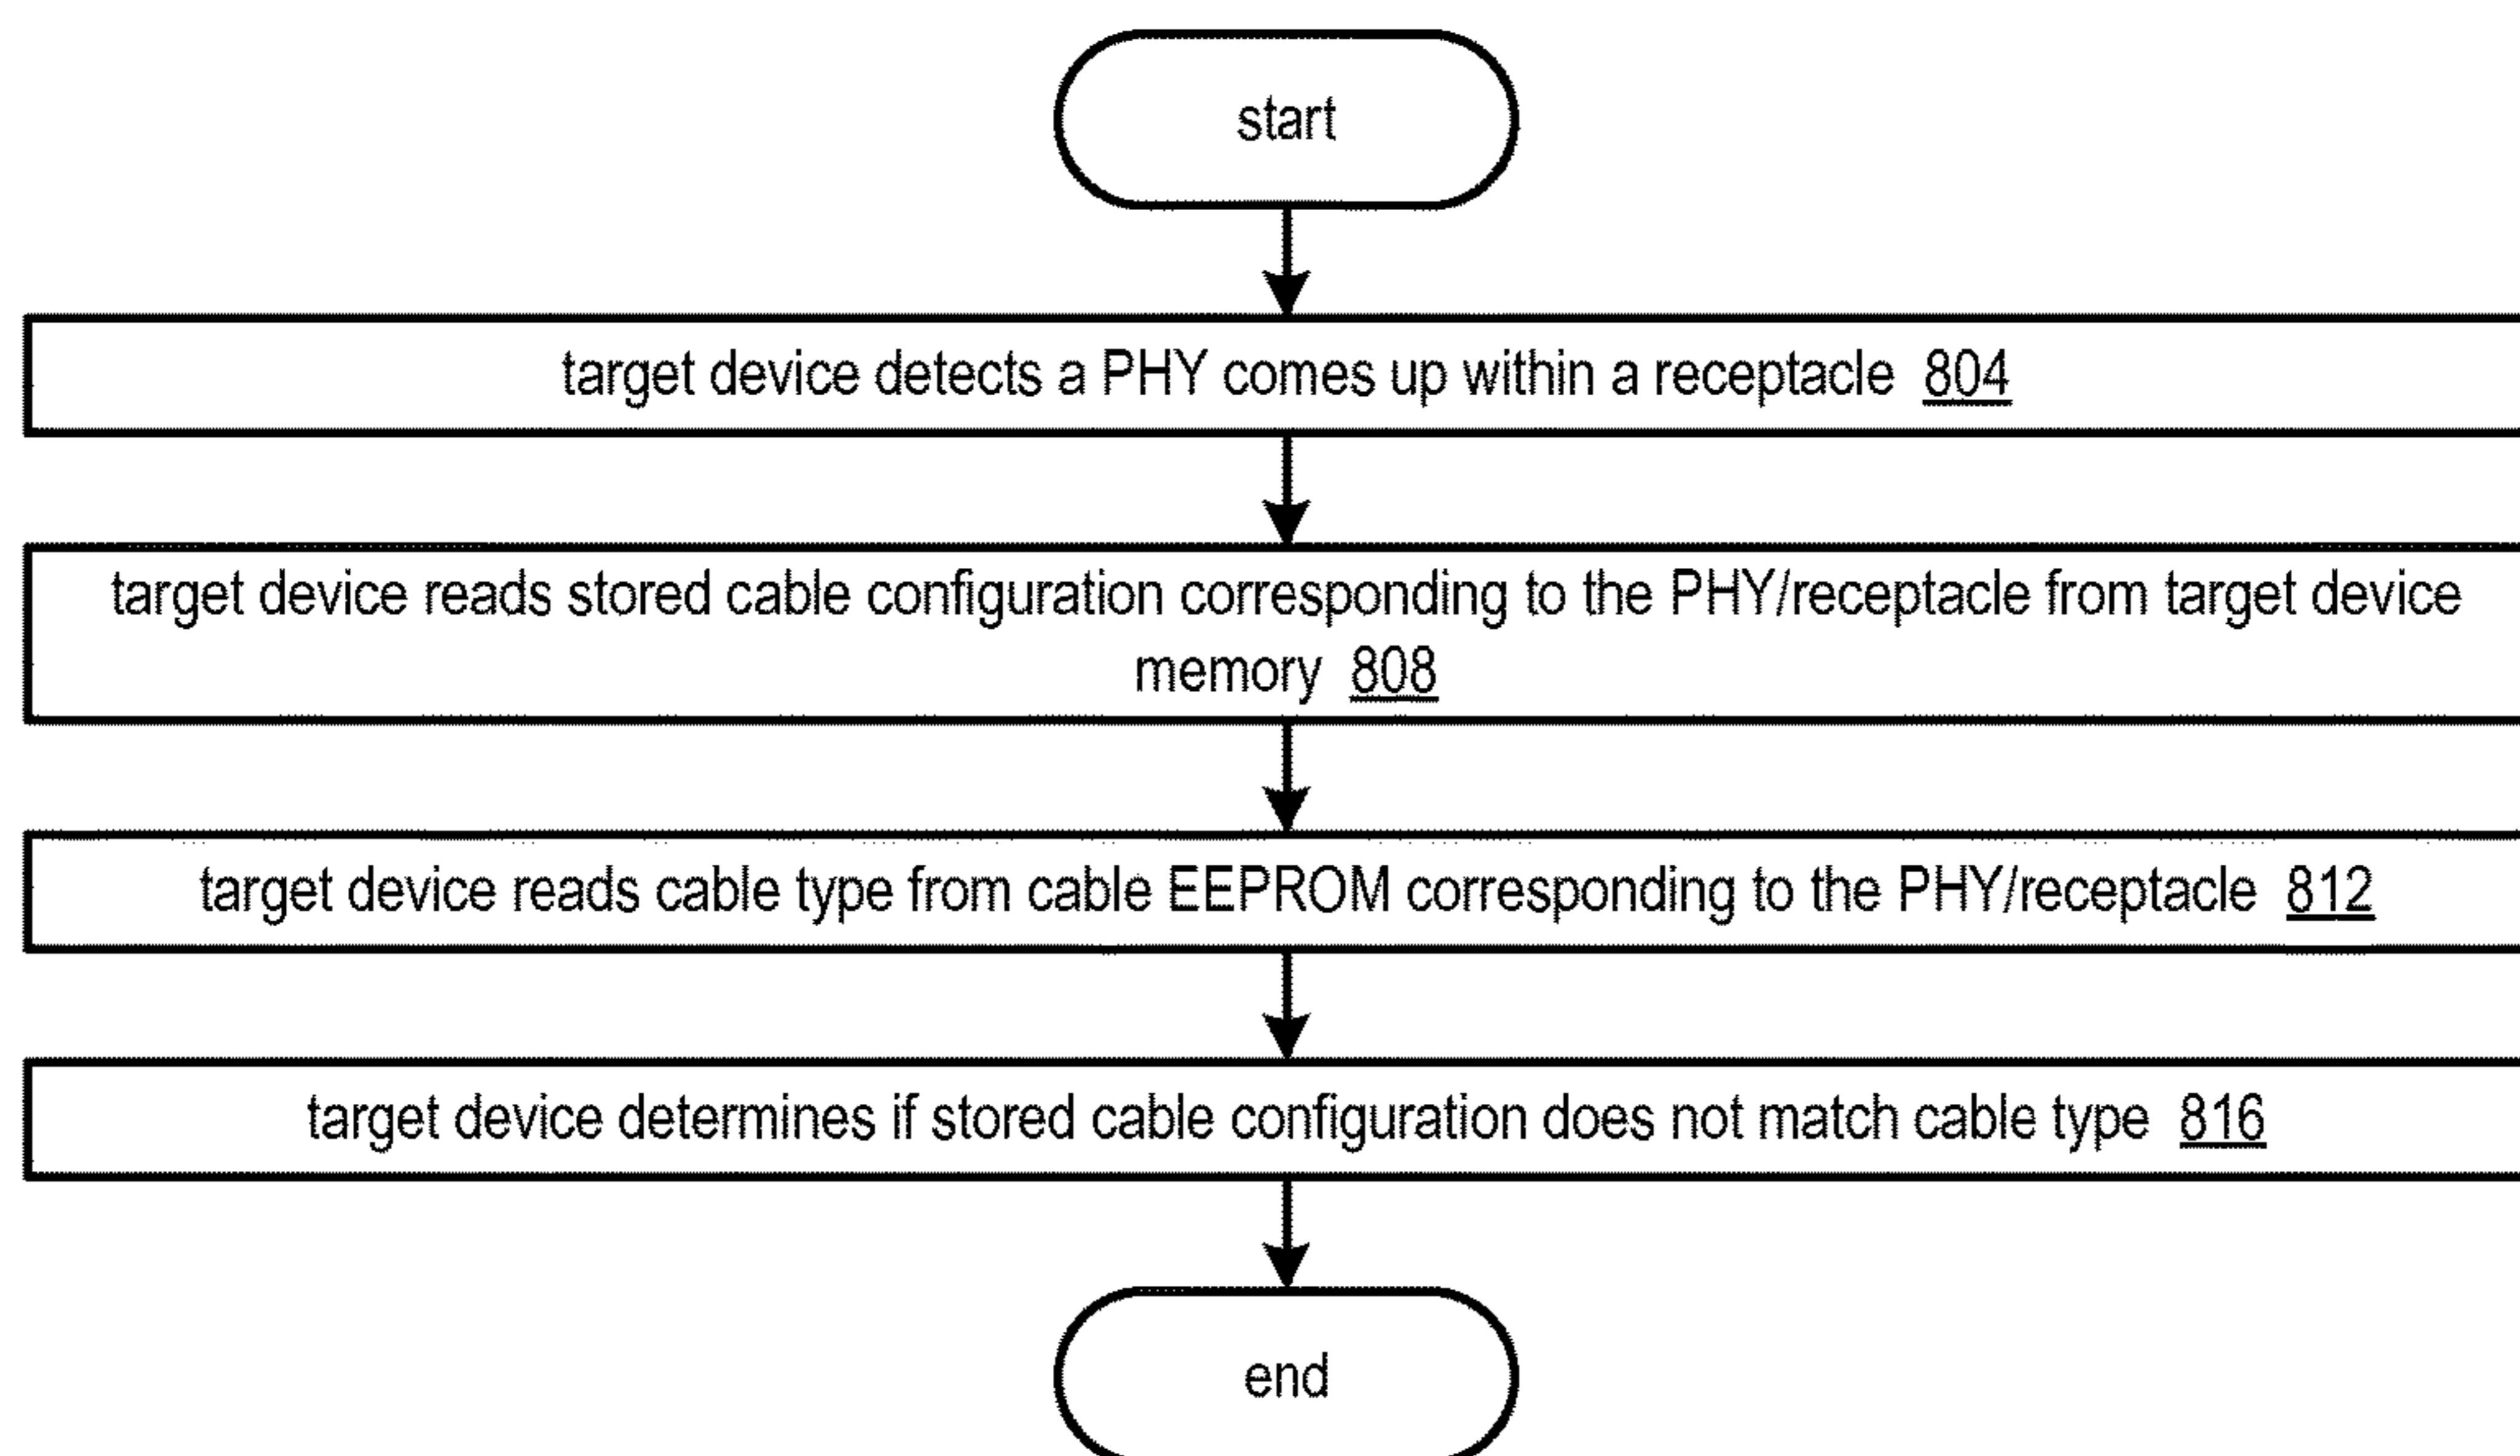 start
target device detects a PHY comes up within a receptacle 804
target device reads stored cable configuration corresponding to the PHY/receptacle from target device
memory 808
target device reads cable type from cable EEPROM corresponding to the PHY/receptacle 812
target device determines if stored cable configuration does not match cable type 816
end